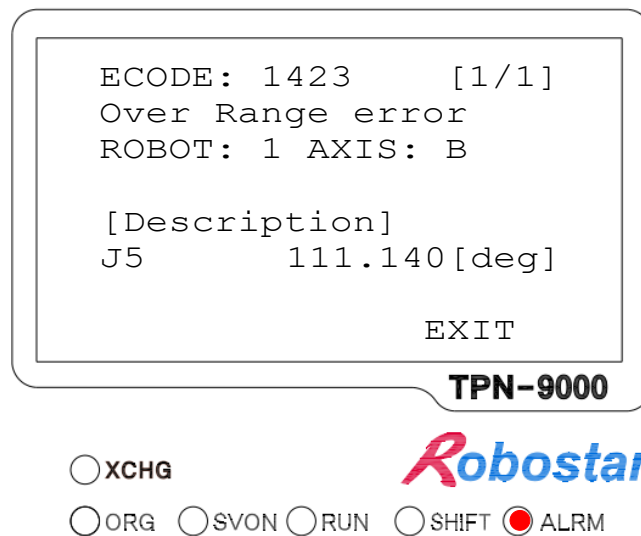 ECODE: 1423 [1/1]
Over Range error
ROBOT: 1 AXIS: B
[Description]
J5 111.140[deg]
EXIT
TPN-9000
XCHG
Robostar
ORG SVON RUN SHIFT ALRM